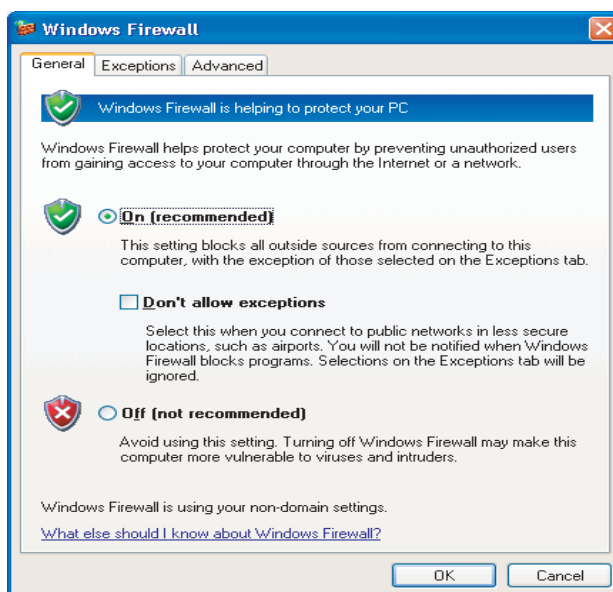 Windows Firewall
General Exceptions Advanced
Windows Firewall is helping to protect your PC
Windows Firewall helps protect your computer by preventing unauthorized users
from gaining access to your computer through the Internet or a network.
On (recommended)
This setting blocks all outside sources from connecting to this
computer, with the exception of those selected on the Exceptions tab.
Don't allow exceptions
Select this when you connect to public networks in less secure
locations, such as airports. You will not be notified when Windows
Firewall blocks programs. Selections on the Exceptions tab will be
ignored.
Off (not recommended)
Avoid using this setting. Turning off Windows Firewall may make this
computer more vulnerable to viruses and intruders.
Windows Firewall is using your non-domain settings.
What else should I know about Windows Firewall?
OK Cancel